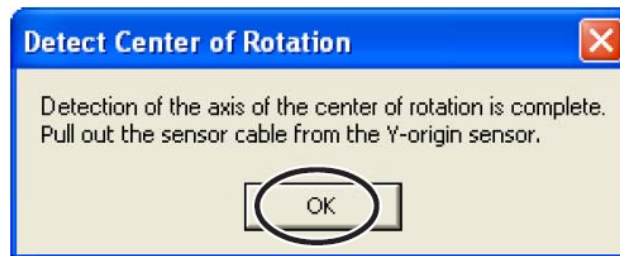 Detect Center of Rotation
Detection of the axis of the center of rotation is complete.
Pull out the sensor cable from the Y-origin sensor.
OK